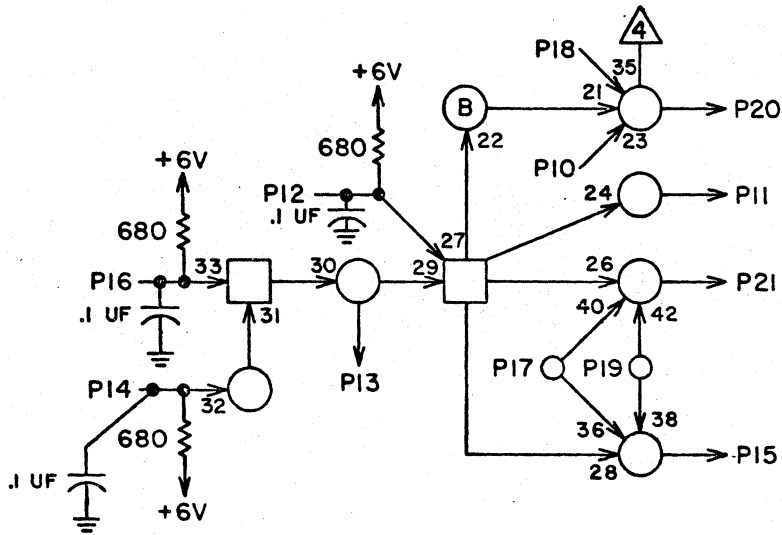 4
P18
35
+6V
B
21
P20
22
23
680
P10
+6V
P12
24
P11
.1 UF
680
27
P16
33
30
29
26
P21
31
40
42
.1 UF
P17
P19
P14
P13
32
36
38
680
28
P15
.1 UF
+6V